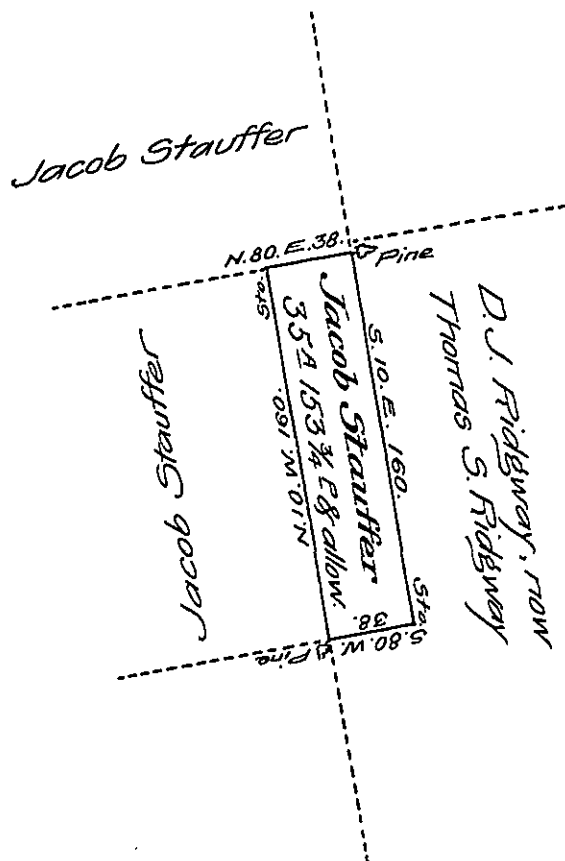 Jacob Stauffer
N. 80. E. 38.
Pine
Sto.
Jacob Stauffer
35 A 153 ¾ P & allow.
S. 10. E. 160.
N. 10. W. 160.
D. J. Ridgway, now
Thomas S. Ridgway
Jacob Stauffer
Sto.
S. 80. W.
38.
Pine